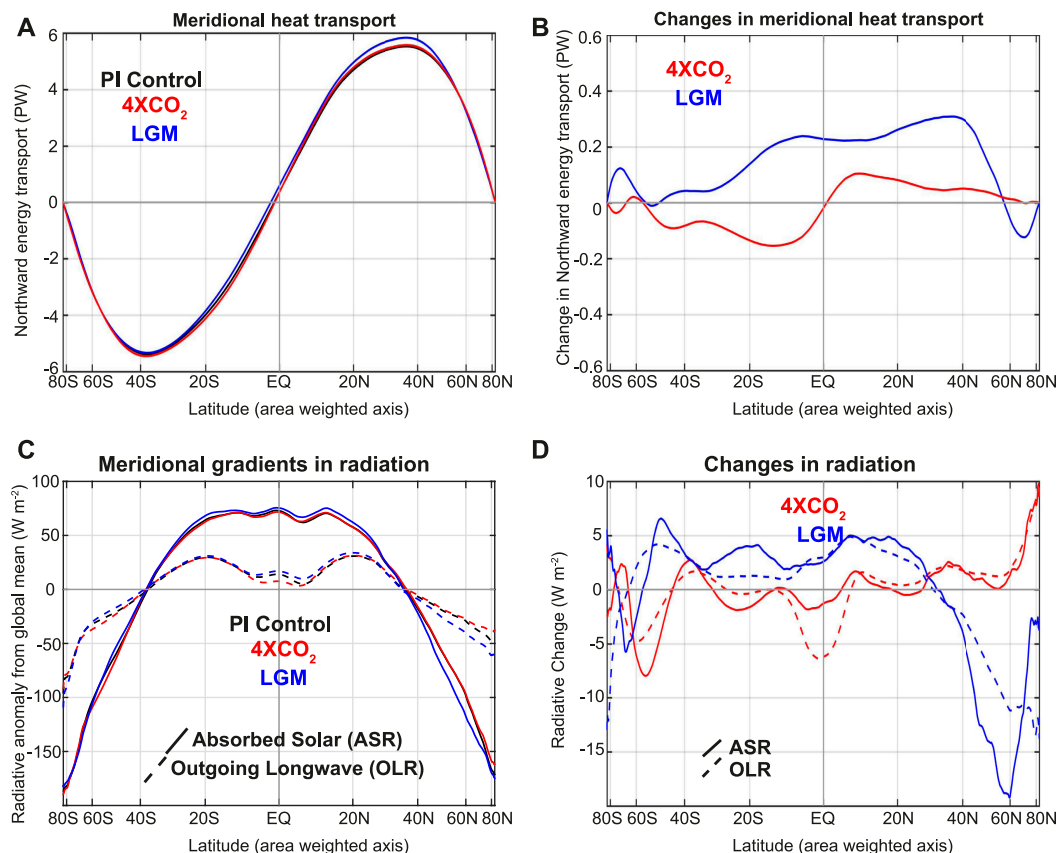 A
Meridional heat transport
Northward energy transport (PW)
6
4
2
0
-2
-4
-6
PI Control
4XCO2
LGM
80S 60S 40S 20S EQ 20N 40N 60N 80N
Latitude (area weighted axis)
B
Changes in meridional heat transport
Change in Northward energy transport (PW)
0.6
0.4
0.2
0
-0.2
-0.4
-0.6
4XCO2
LGM
80S 60S 40S 20S EQ 20N 40N 60N 80N
Latitude (area weighted axis)
C
Meridional gradients in radiation
Radiative anomaly from global mean (W m-2)
100
50
0
-50
-100
-150
PI Control
4XCO2
LGM
Absorbed Solar (ASR)
Outgoing Longwave (OLR)
80S 60S 40S 20S EQ 20N 40N 60N 80N
Latitude (area weighted axis)
D
Changes in radiation
Radiative Change (W m-2)
10
5
0
-5
-10
-15
-20
4XCO2
LGM
ASR
OLR
80S 60S 40S 20S EQ 20N 40N 60N 80N
Latitude (area weighted axis)